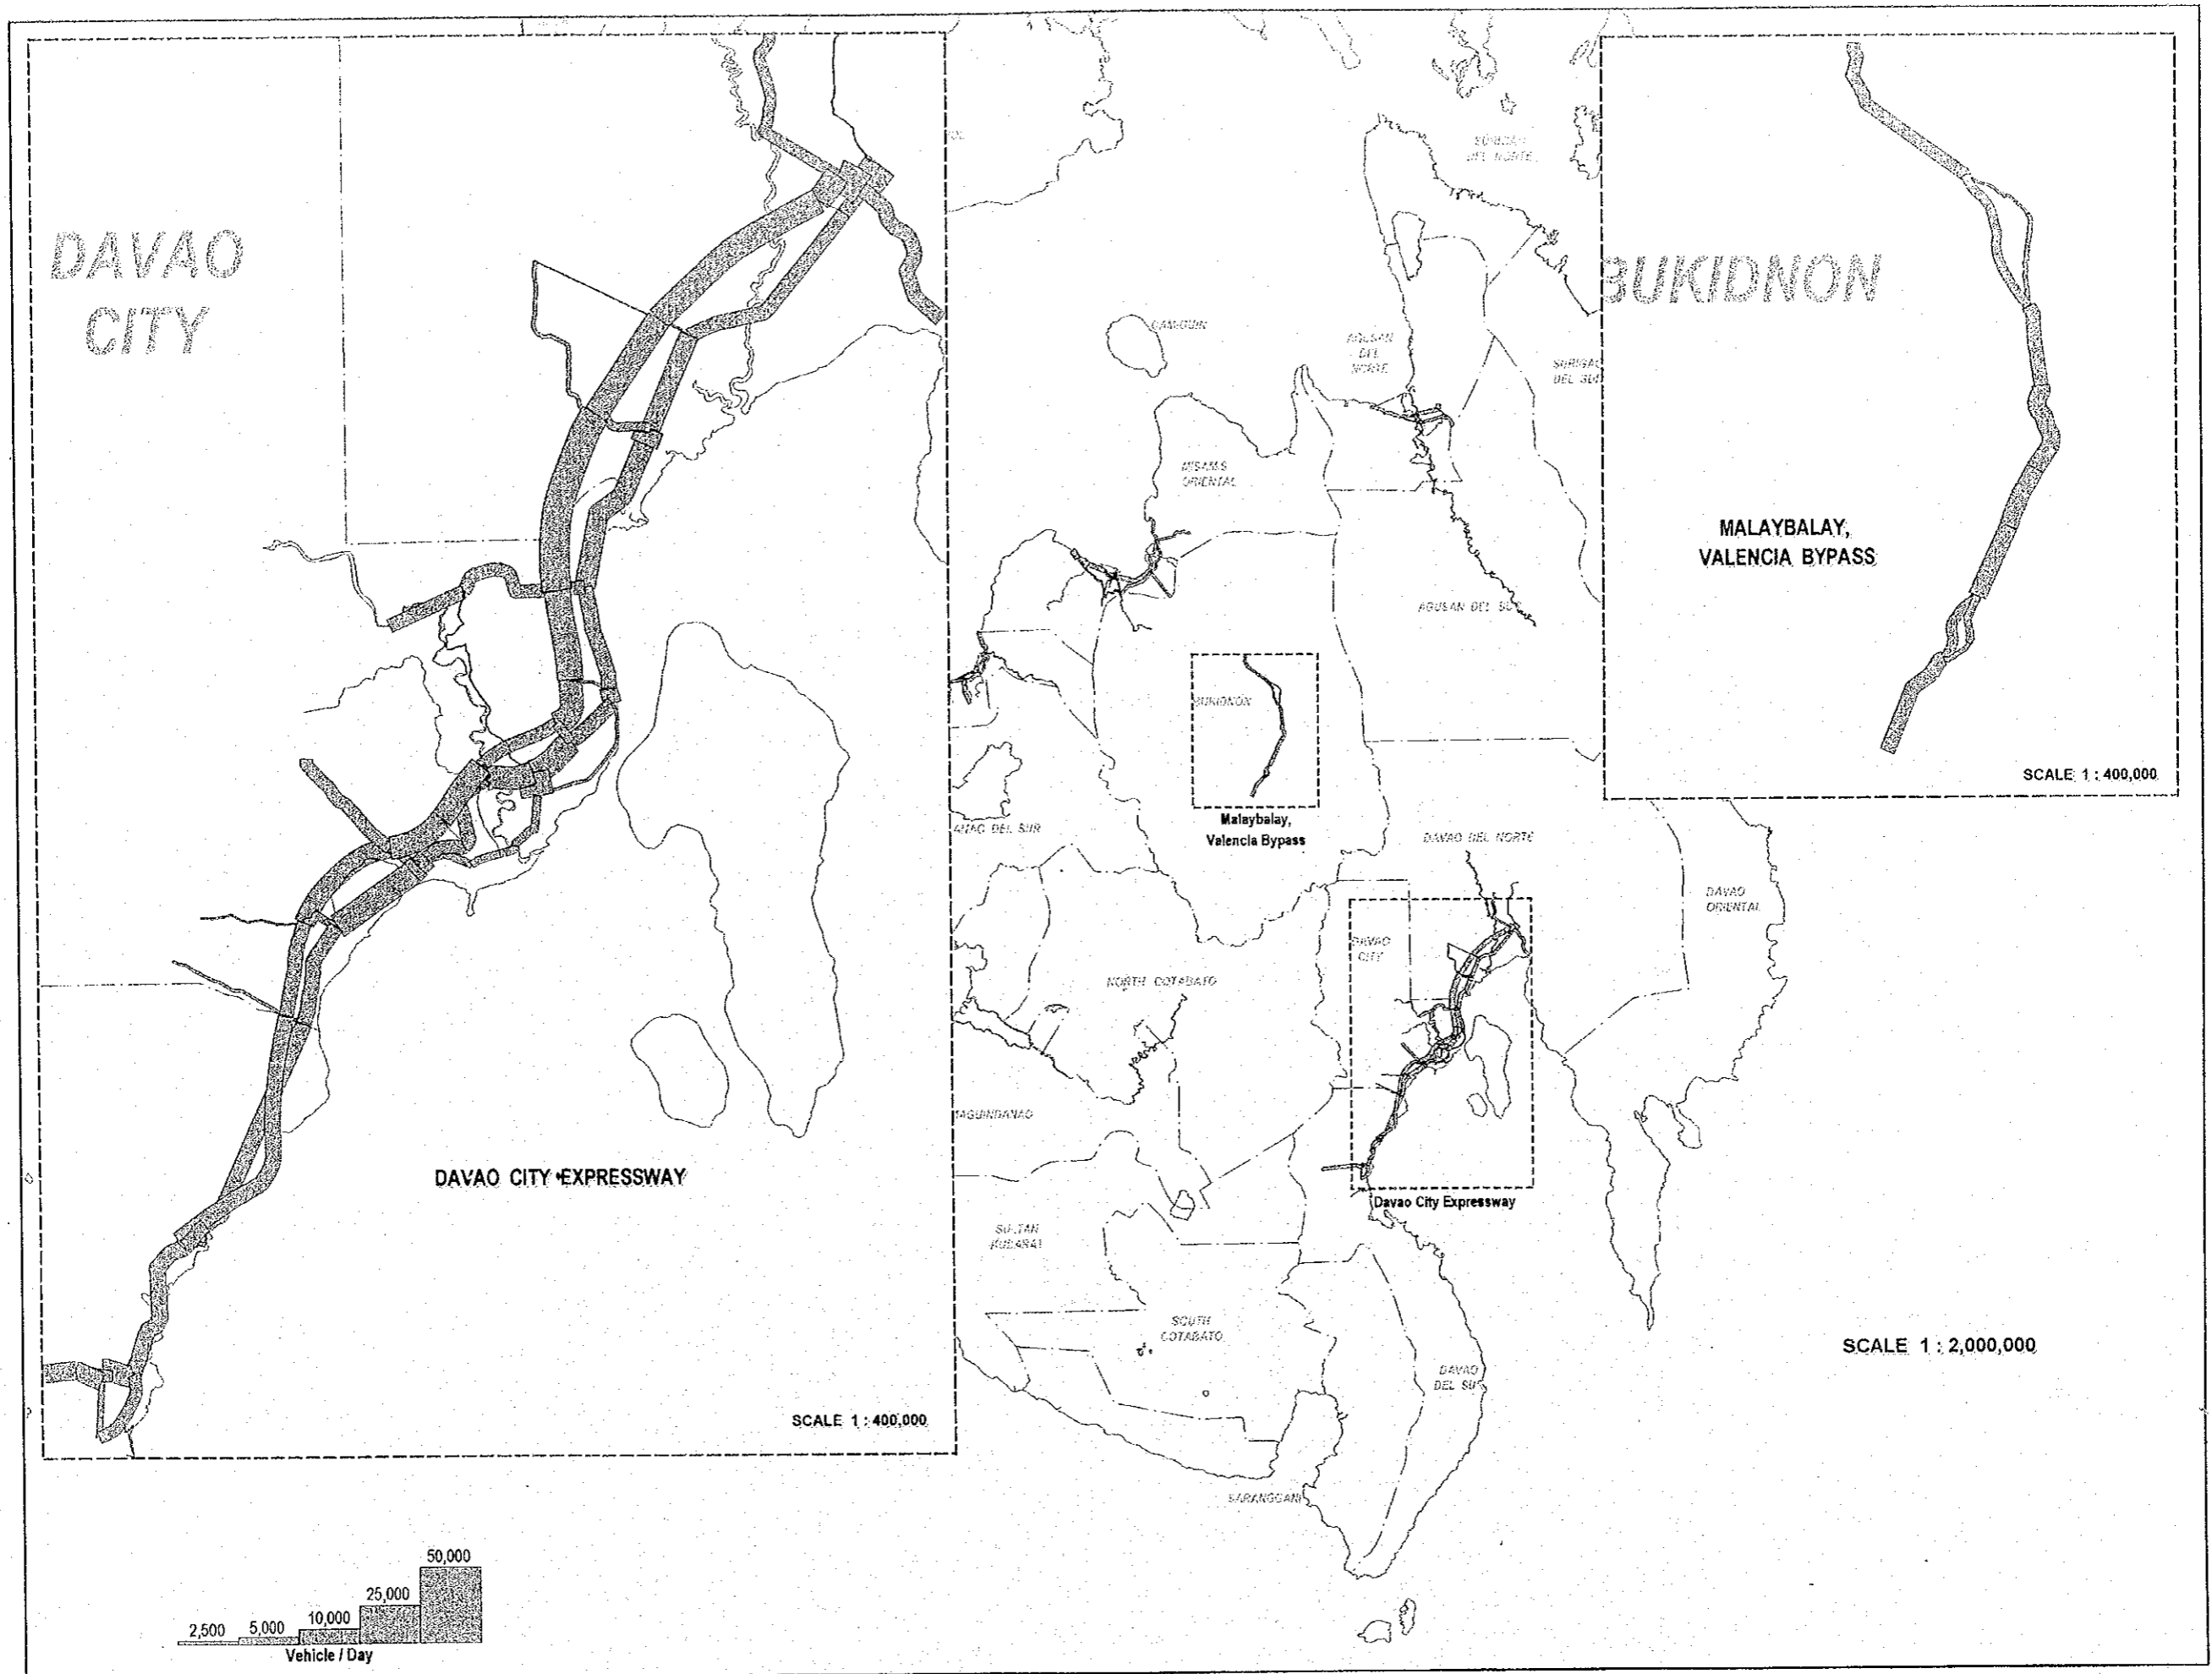 DAVAO
CITY
DAVAO CITY EXPRESSWAY
SCALE 1 : 400,000
2,500
5,000
10,000
25,000
50,000
Vehicle / Day
SURIGAO
DEL NORTE
CAMIGUIN
AGUSAN
DEL
NORTE
MISAMIS
ORIENTAL
AGUSAN DEL
BUKIDNON
Malaybalay,
Valencia Bypass
DEL SUR
DAVAO DEL NORTE
DAVAO
ORIENTAL
DAVAO
CITY
NORTH COTABATO
MAGUINDANAO
Davao City Expressway
SULTAN
SOUTH
COTABATO
DAVAO
DEL SUR
SARANGGANI
BUKIDNON
MALAYBALAY,
VALENCIA BYPASS
SCALE 1 : 400,000
SCALE 1 : 2,000,000